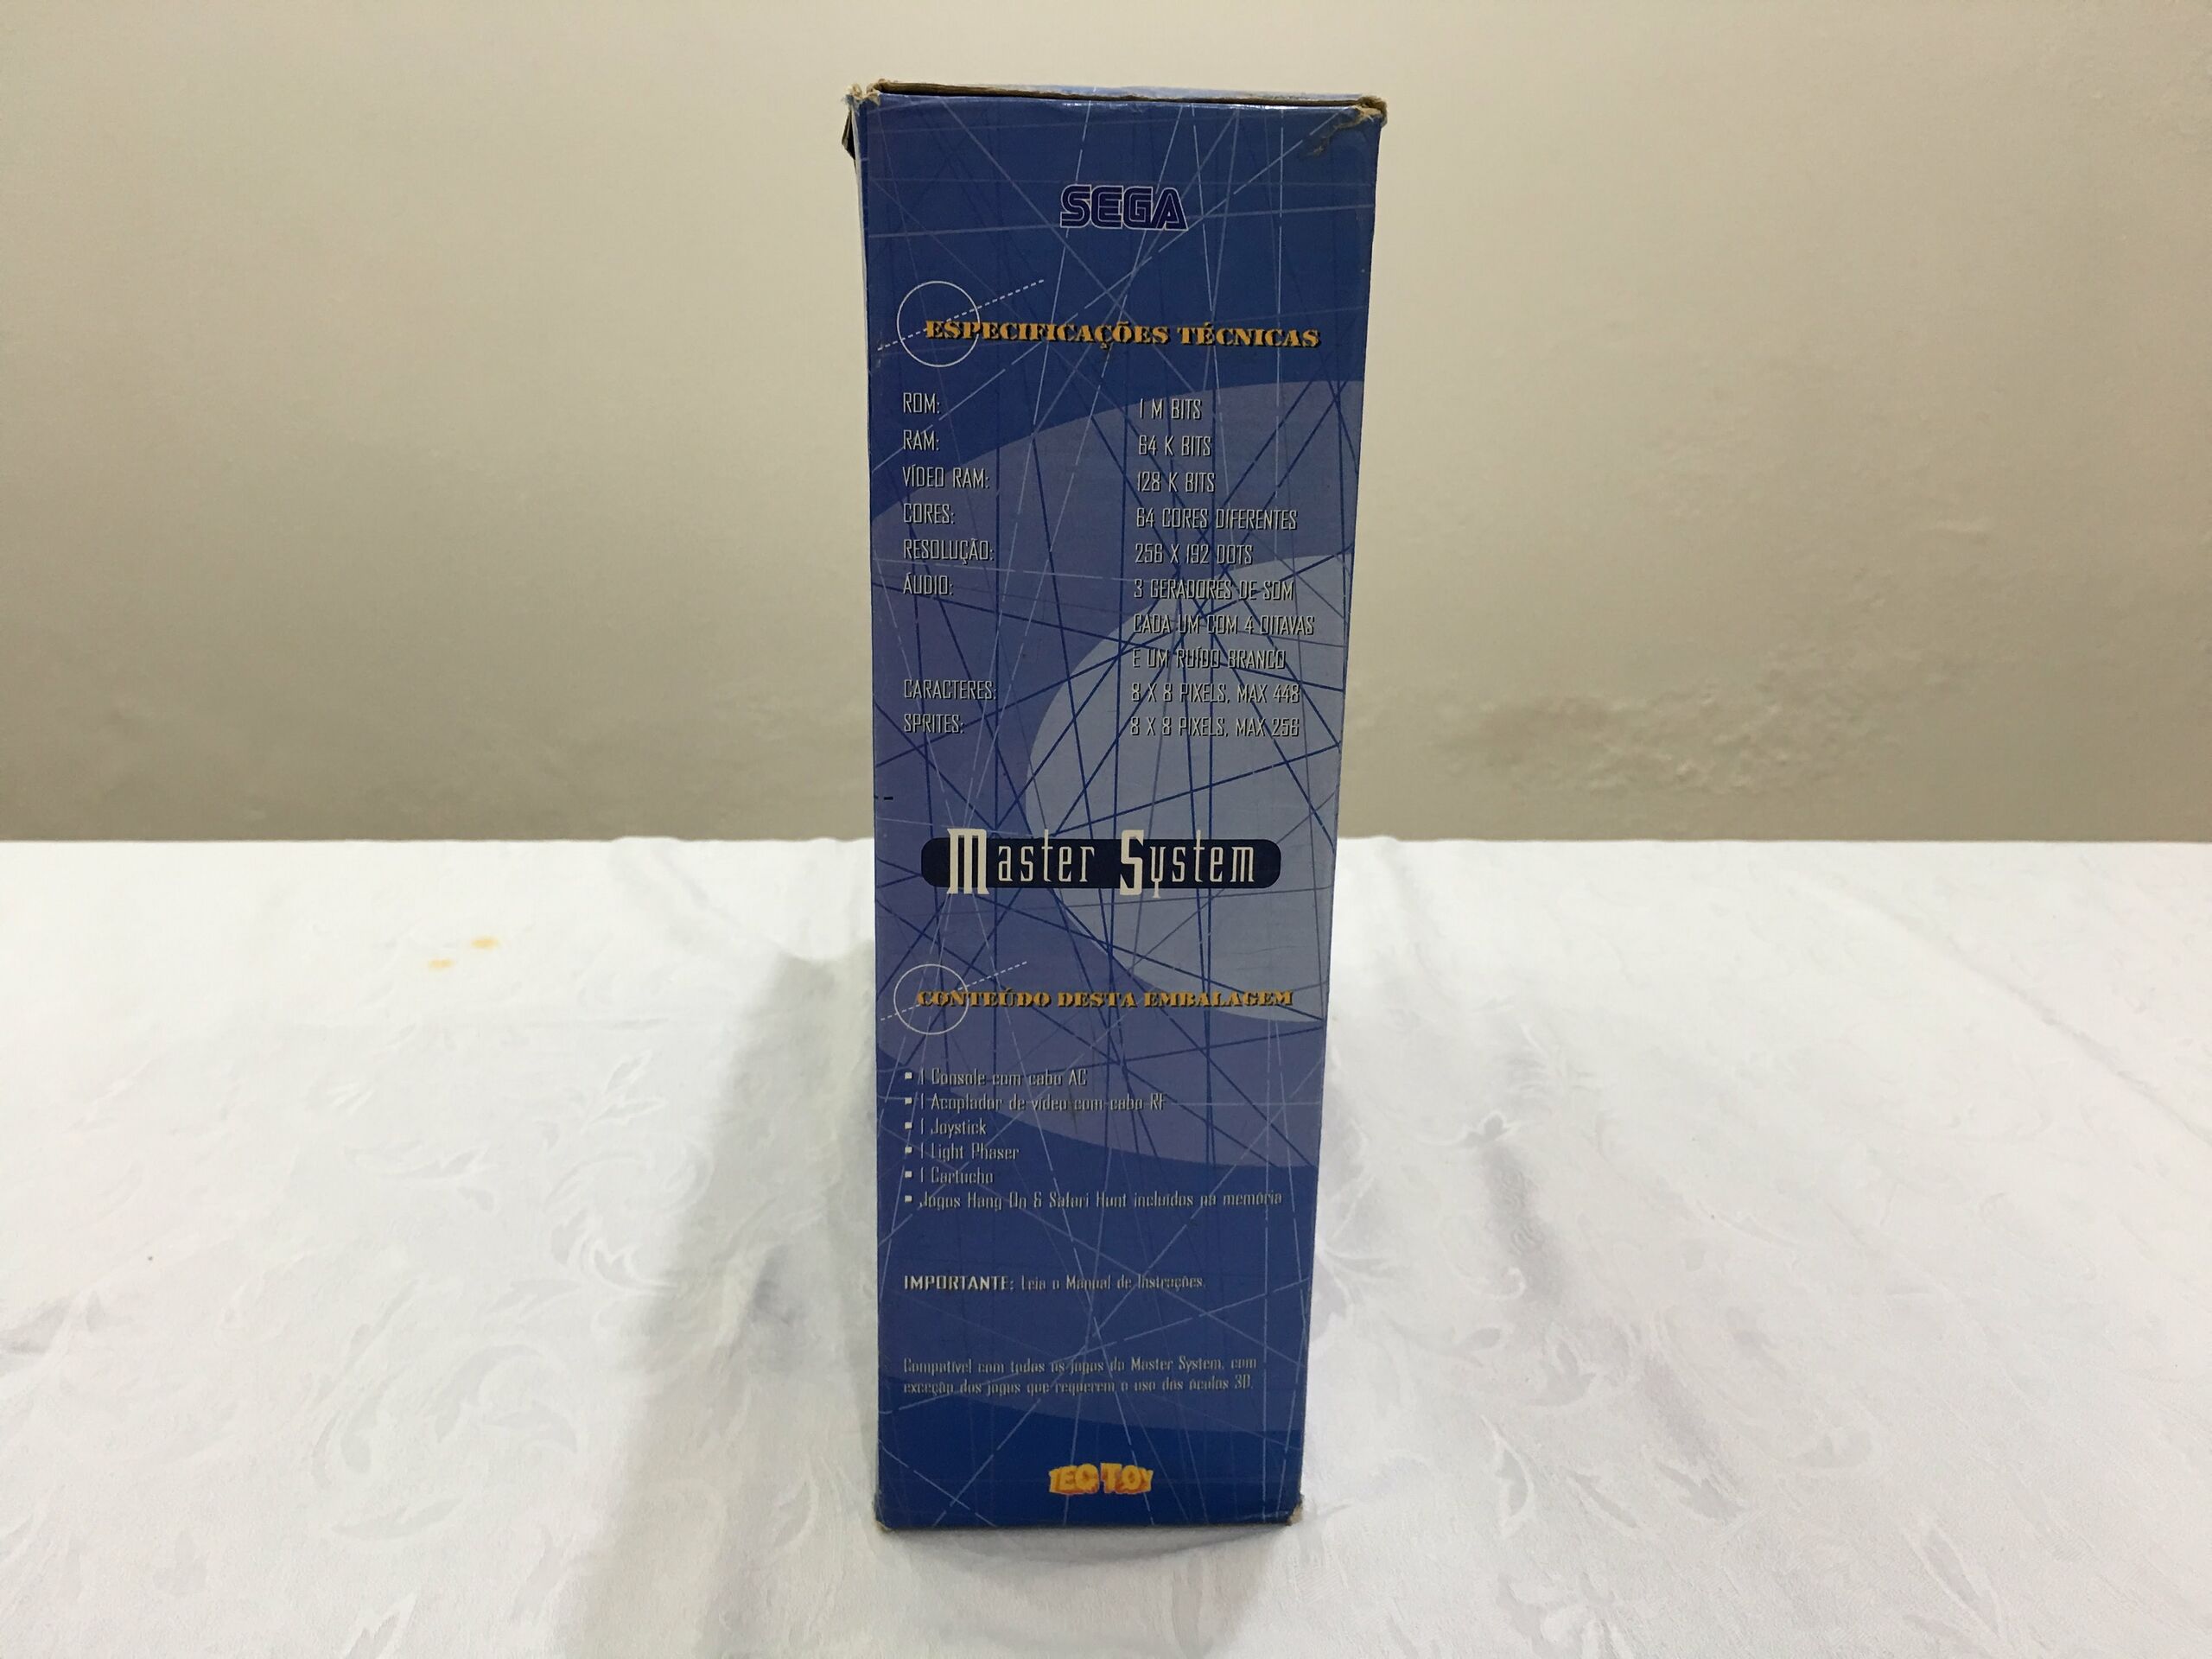 SEGA
ESPECIFICAÇÕES TÉCNICAS
ROM: 1 M BITS
RAM: 64 K BITS
VÍDEO RAM: 128 K BITS
CORES: 64 CORES DIFERENTES
RESOLUÇÃO: 256 X 192 DOTS
ÁUDIO: 3 GERADORES DE SOM
CADA UM COM 4 OITAVAS
E UM RUÍDO BRANCO
CARACTERES: 8 X 8 PIXELS, MAX 448
SPRITES: 8 X 8 PIXELS, MAX 256
Master System
CONTEÚDO DESTA EMBALAGEM
▪ 1 Console com cabo AC
▪ 1 Acoplador de vídeo com cabo RF
▪ 1 Joystick
▪ 1 Light Phaser
▪ 1 Cartucho
▪ Jogos Hang On & Safari Hunt incluídos na memória
IMPORTANTE: Leia o Manual de Instruções.
Compatível com todos os jogos do Master System, com
exceção dos jogos que requerem o uso dos óculos 3D.
TECTOY